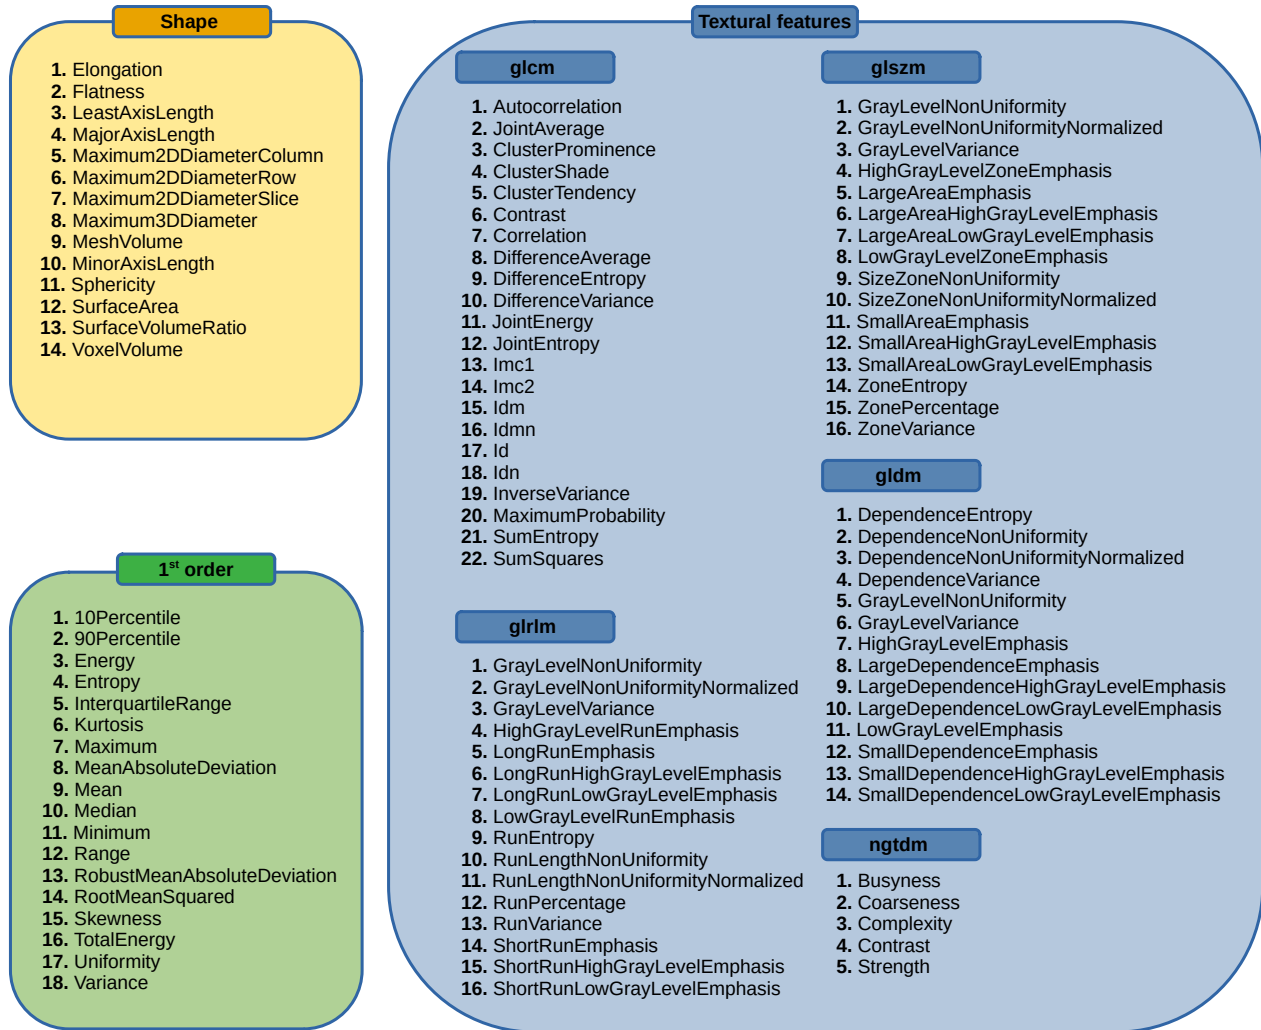 Shape
1. Elongation
2. Flatness
3. LeastAxisLength
4. MajorAxisLength
5. Maximum2DDiameterColumn
6. Maximum2DDiameterRow
7. Maximum2DDiameterSlice
8. Maximum3DDiameter
9. MeshVolume
10. MinorAxisLength
11. Sphericity
12. SurfaceArea
13. SurfaceVolumeRatio
14. VoxelVolume
1st order
1. 10Percentile
2. 90Percentile
3. Energy
4. Entropy
5. InterquartileRange
6. Kurtosis
7. Maximum
8. MeanAbsoluteDeviation
9. Mean
10. Median
11. Minimum
12. Range
13. RobustMeanAbsoluteDeviation
14. RootMeanSquared
15. Skewness
16. TotalEnergy
17. Uniformity
18. Variance
Textural features
glcm
1. Autocorrelation
2. JointAverage
3. ClusterProminence
4. ClusterShade
5. ClusterTendency
6. Contrast
7. Correlation
8. DifferenceAverage
9. DifferenceEntropy
10. DifferenceVariance
11. JointEnergy
12. JointEntropy
13. Imc1
14. Imc2
15. Idm
16. Idmn
17. Id
18. Idn
19. InverseVariance
20. MaximumProbability
21. SumEntropy
22. SumSquares
glrlm
1. GrayLevelNonUniformity
2. GrayLevelNonUniformityNormalized
3. GrayLevelVariance
4. HighGrayLevelRunEmphasis
5. LongRunEmphasis
6. LongRunHighGrayLevelEmphasis
7. LongRunLowGrayLevelEmphasis
8. LowGrayLevelRunEmphasis
9. RunEntropy
10. RunLengthNonUniformity
11. RunLengthNonUniformityNormalized
12. RunPercentage
13. RunVariance
14. ShortRunEmphasis
15. ShortRunHighGrayLevelEmphasis
16. ShortRunLowGrayLevelEmphasis
glszm
1. GrayLevelNonUniformity
2. GrayLevelNonUniformityNormalized
3. GrayLevelVariance
4. HighGrayLevelZoneEmphasis
5. LargeAreaEmphasis
6. LargeAreaHighGrayLevelEmphasis
7. LargeAreaLowGrayLevelEmphasis
8. LowGrayLevelZoneEmphasis
9. SizeZoneNonUniformity
10. SizeZoneNonUniformityNormalized
11. SmallAreaEmphasis
12. SmallAreaHighGrayLevelEmphasis
13. SmallAreaLowGrayLevelEmphasis
14. ZoneEntropy
15. ZonePercentage
16. ZoneVariance
gldm
1. DependenceEntropy
2. DependenceNonUniformity
3. DependenceNonUniformityNormalized
4. DependenceVariance
5. GrayLevelNonUniformity
6. GrayLevelVariance
7. HighGrayLevelEmphasis
8. LargeDependenceEmphasis
9. LargeDependenceHighGrayLevelEmphasis
10. LargeDependenceLowGrayLevelEmphasis
11. LowGrayLevelEmphasis
12. SmallDependenceEmphasis
13. SmallDependenceHighGrayLevelEmphasis
14. SmallDependenceLowGrayLevelEmphasis
ngtdm
1. Busyness
2. Coarseness
3. Complexity
4. Contrast
5. Strength